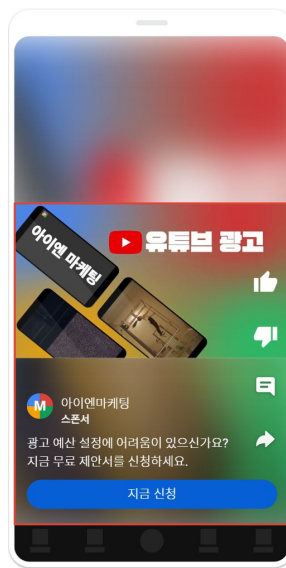 아이엔 마케팅
유튜브 광고
M
아이엔마케팅
스폰서
광고 예산 설정에 어려움이 있으신가요?
지금 무료 제안서를 신청하세요.
지금 신청